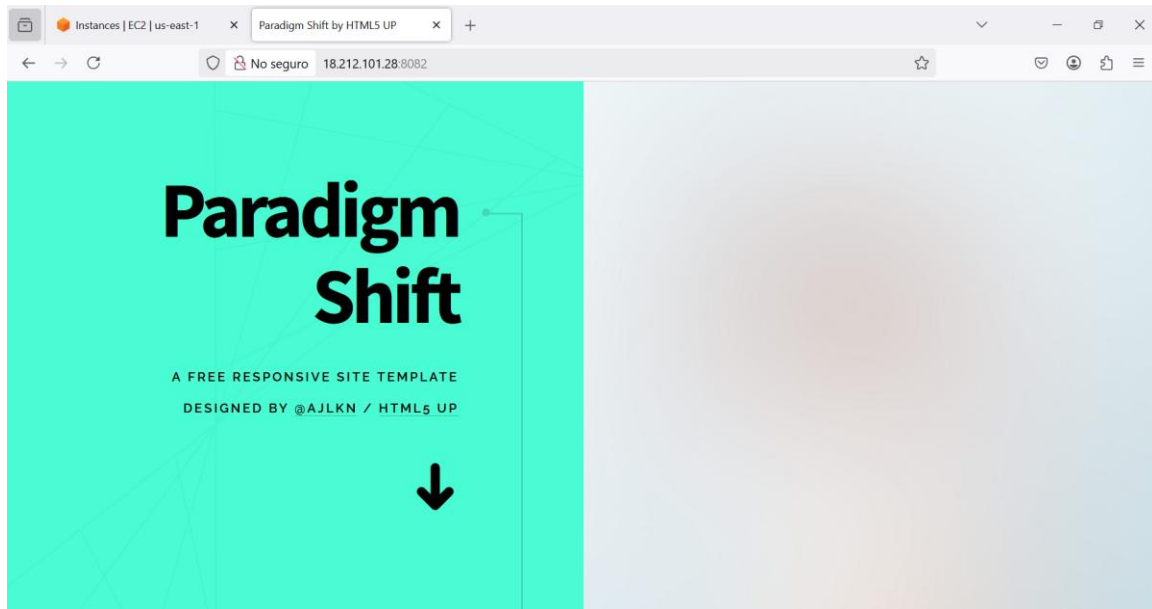 Instances | EC2 | us-east-1
Paradigm Shift by HTML5 UP
No seguro 18.212.101.28:8082
Paradigm
Shift
A FREE RESPONSIVE SITE TEMPLATE
DESIGNED BY @AJLKN / HTML5 UP